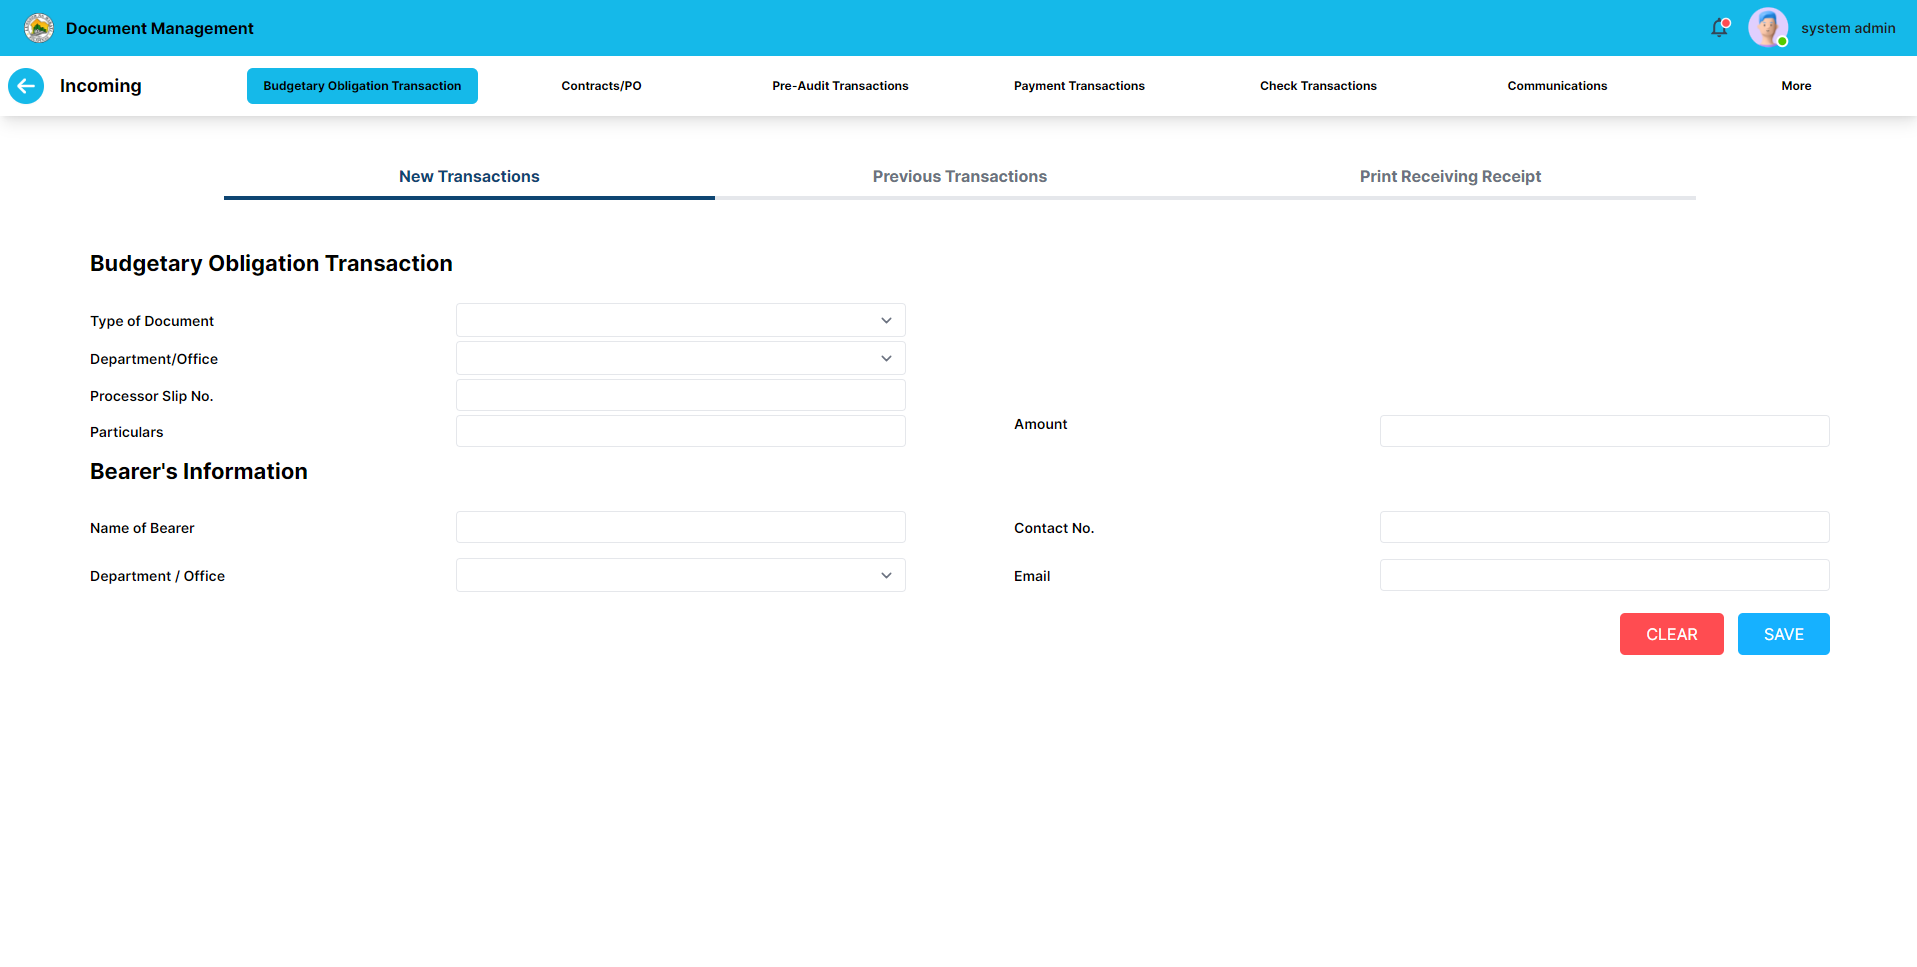 Document Management
system admin
Incoming
Budgetary Obligation Transaction
Contracts/PO
Pre-Audit Transactions
Payment Transactions
Check Transactions
Communications
More
New Transactions
Previous Transactions
Print Receiving Receipt
Budgetary Obligation Transaction
Type of Document
Department/Office
Processor Slip No.
Particulars
Amount
Bearer's Information
Name of Bearer
Contact No.
Department / Office
Email
CLEAR
SAVE